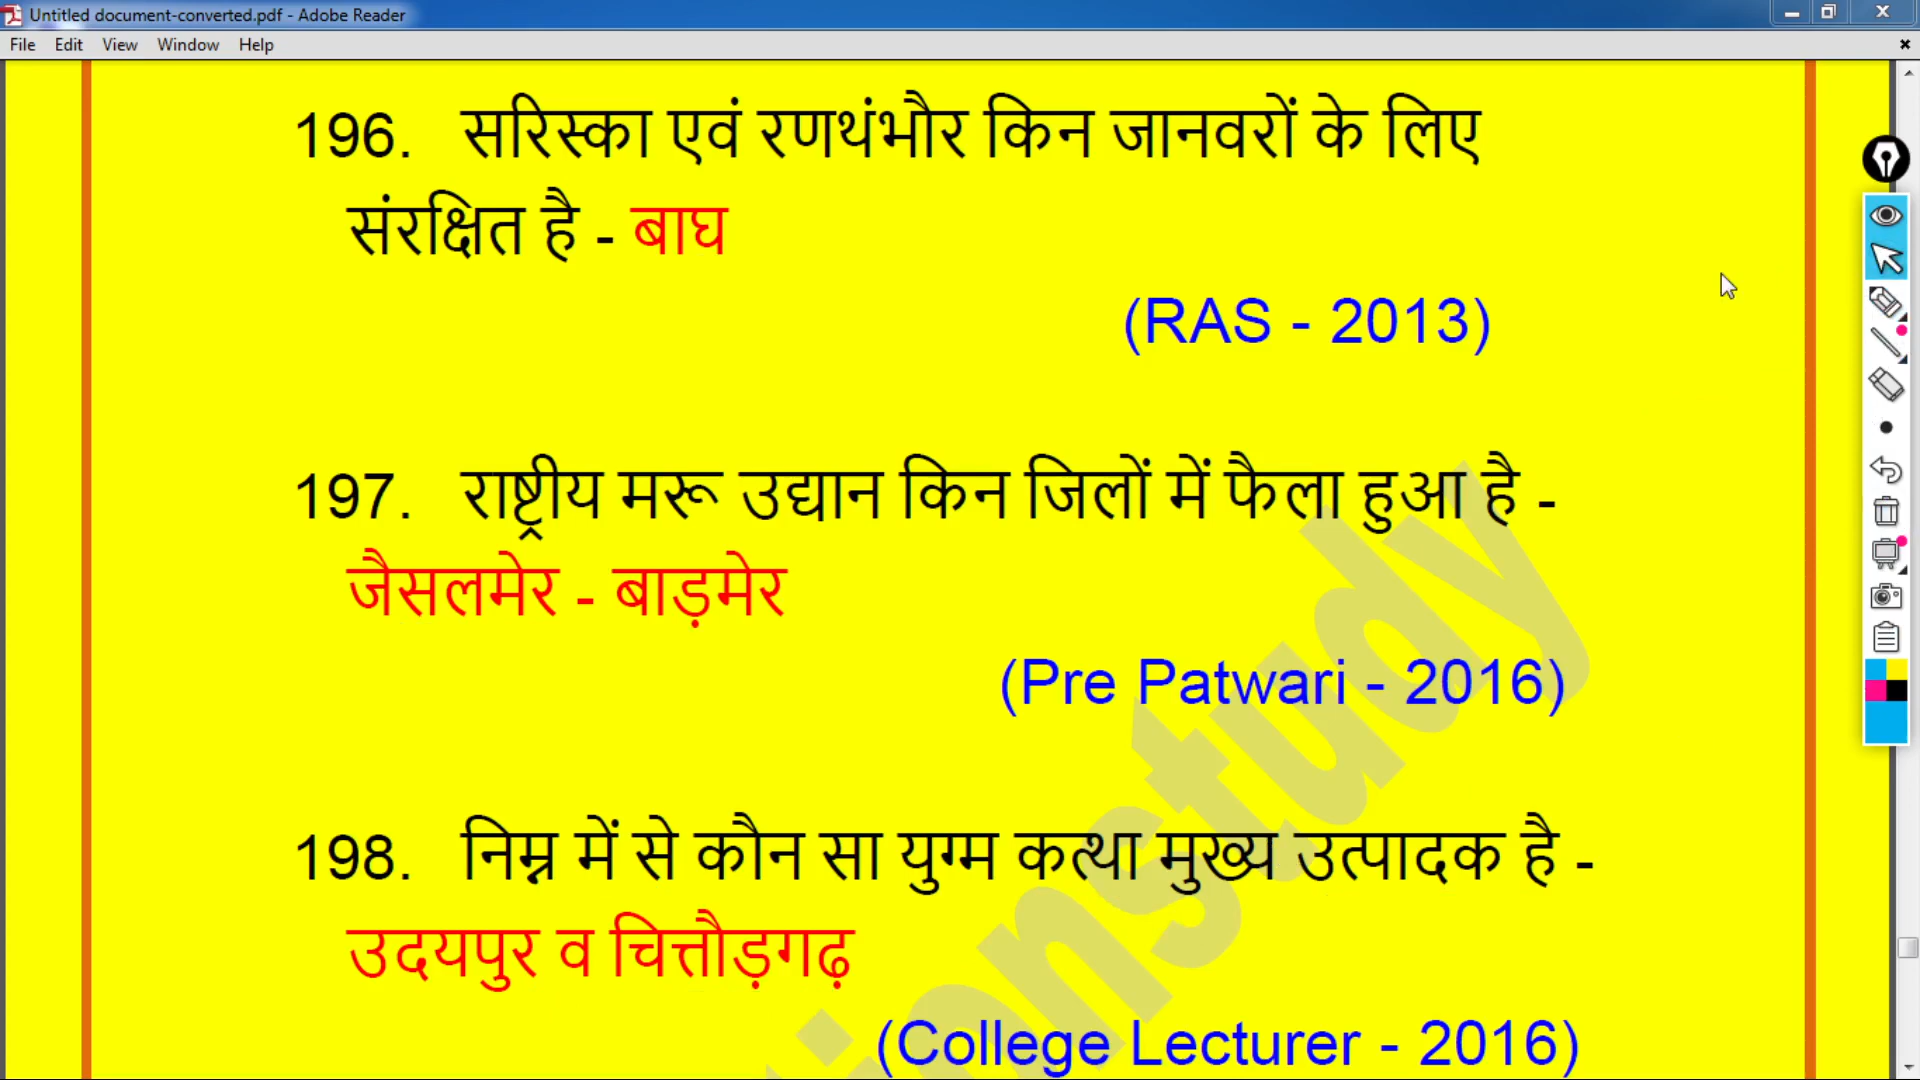 Untitled document-converted.pdf - Adobe Reader
File Edit View Window Help
196. सरिस्का एवं रणथंभौर किन जानवरों के लिए
संरक्षित है - बाघ
(RAS - 2013)
197. राष्ट्रीय मरू उद्यान किन जिलों में फैला हुआ है -
जैसलमेर - बाड़मेर
(Pre Patwari - 2016)
198. निम्न में से कौन सा युग्म कत्था मुख्य उत्पादक है -
उदयपुर व चित्तौड़गढ़
(College Lecturer - 2016)
ionstudy